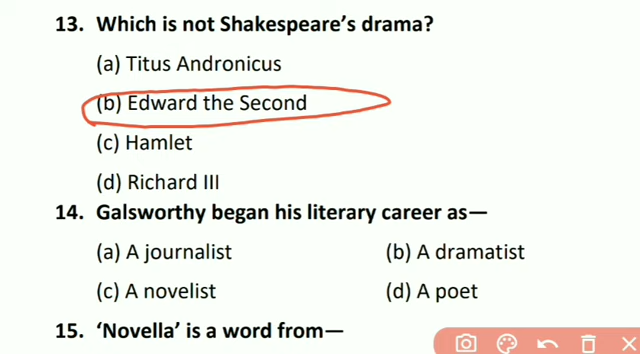 13. Which is not Shakespeare’s drama?
(a) Titus Andronicus
(b) Edward the Second
(c) Hamlet
(d) Richard III
14. Galsworthy began his literary career as—
(a) A journalist (b) A dramatist
(c) A novelist (d) A poet
15. ‘Novella’ is a word from—